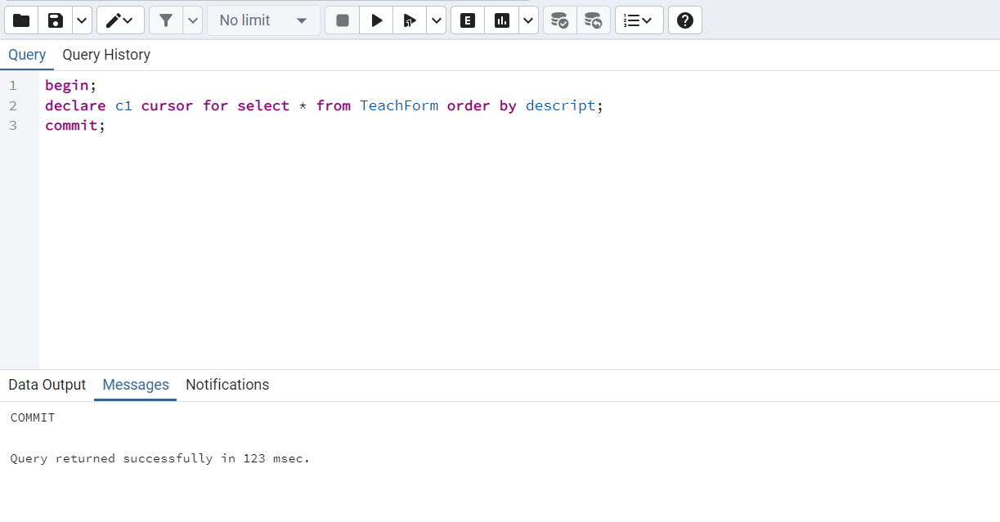 No limit
E
Query Query History
1 begin;
2 declare c1 cursor for select * from TeachForm order by descript;
3 commit;
Data Output Messages Notifications
COMMIT
Query returned successfully in 123 msec.